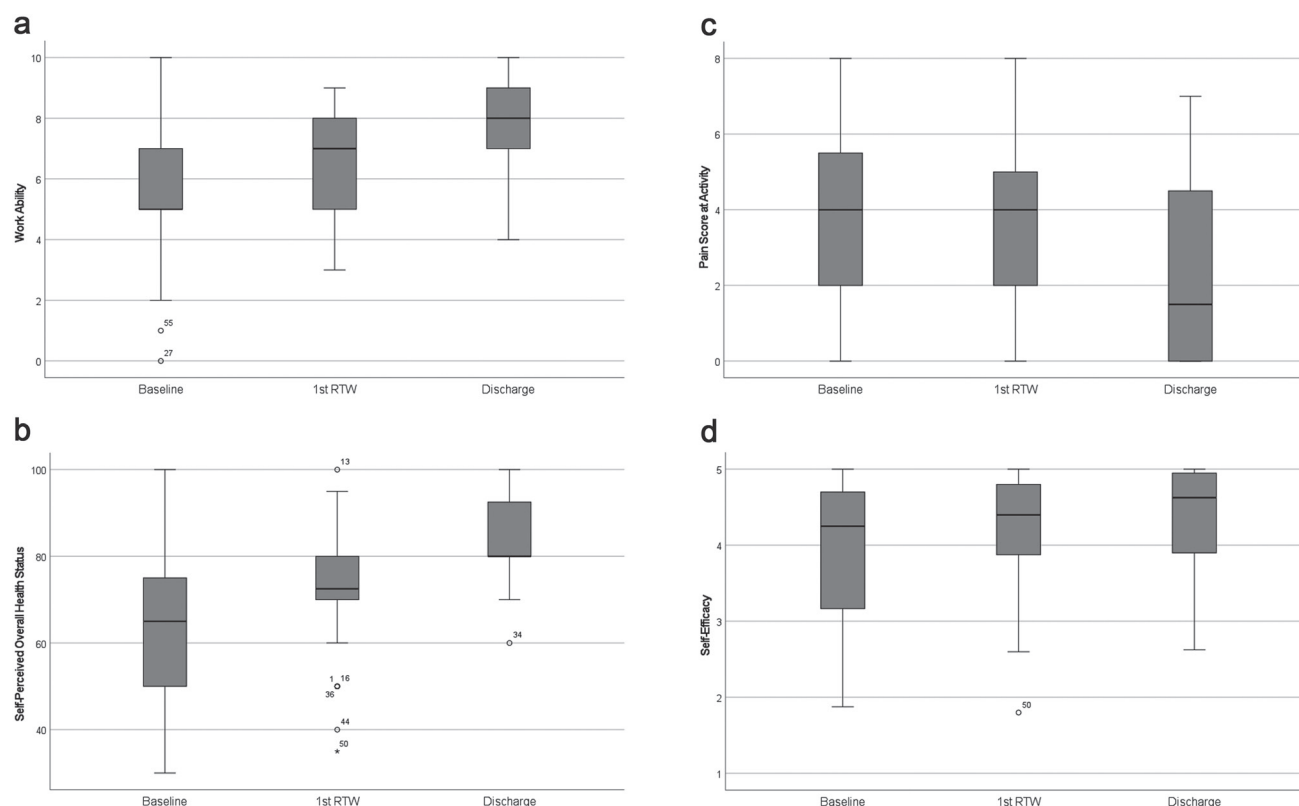 a
Work Ability
10
8
6
4
2
0
55
27
Baseline 1st RTW Discharge
b
Self-Perceived Overall Health Status
100
80
60
40
13
1 16
36
44
50
34
Baseline 1st RTW Discharge
c
Pain Score at Activity
8
6
4
2
0
Baseline 1st RTW Discharge
d
Self-Efficacy
5
4
3
2
1
50
Baseline 1st RTW Discharge